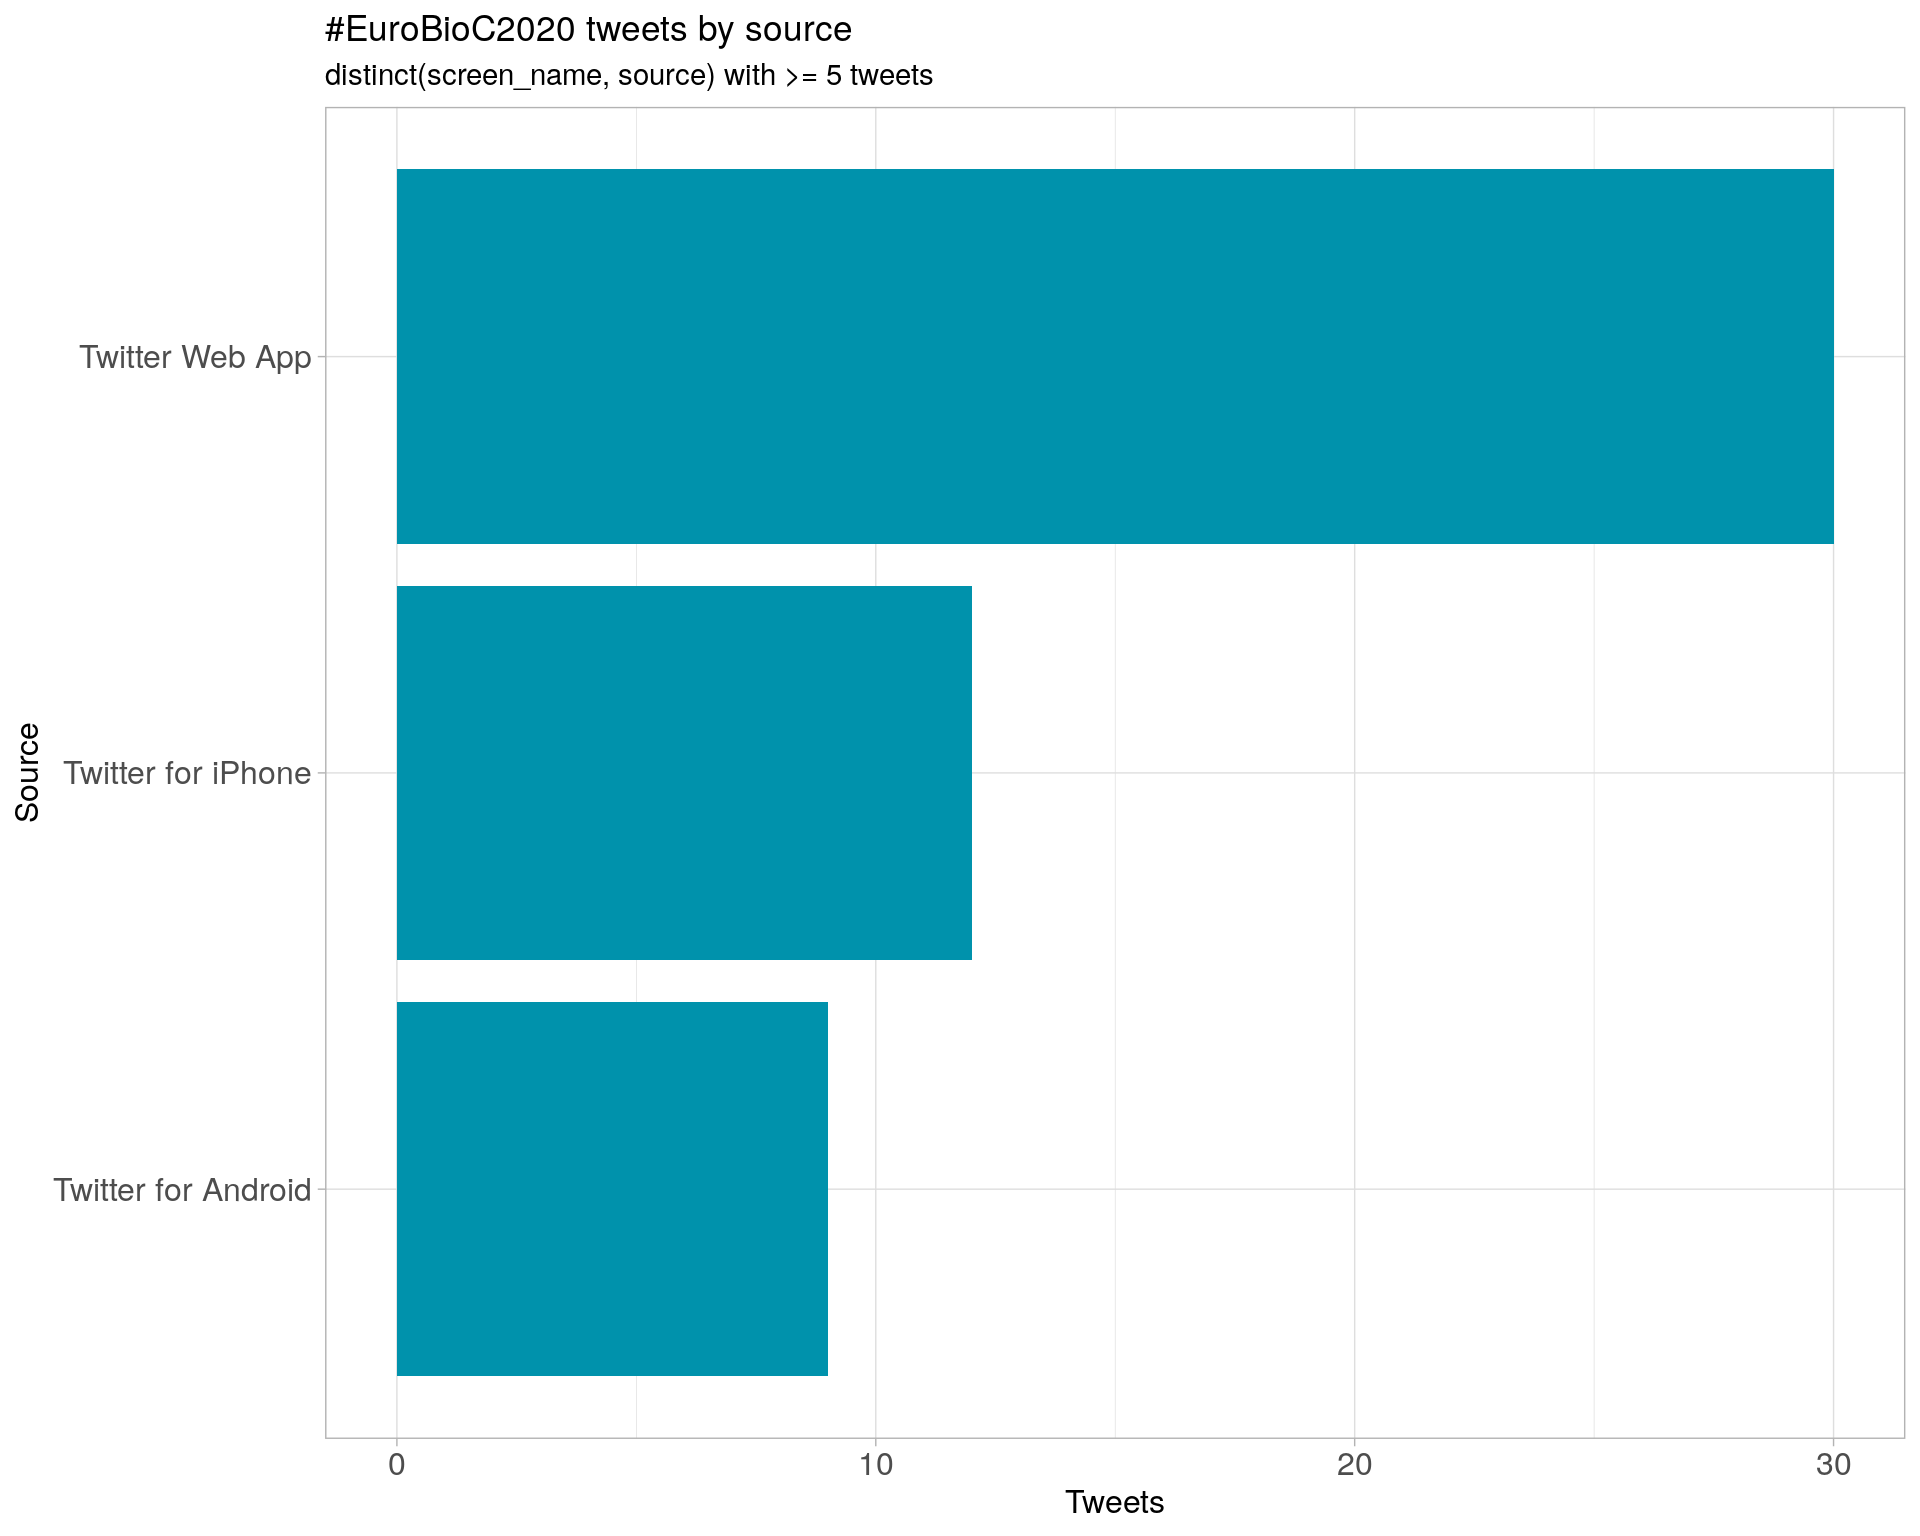 #EuroBioC2020 tweets by source
distinct(screen_name, source) with >= 5 tweets
Source
Twitter Web App
Twitter for iPhone
Twitter for Android
0 10 20 30
Tweets